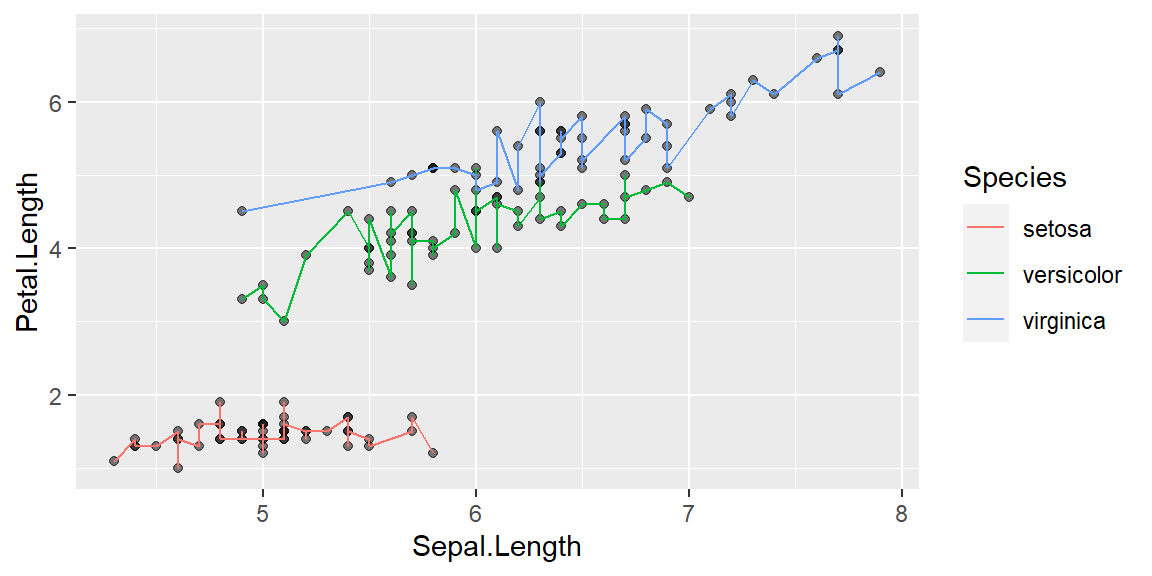 Petal.Length
6
4
2
5
6
7
8
Sepal.Length
Species
setosa
versicolor
virginica